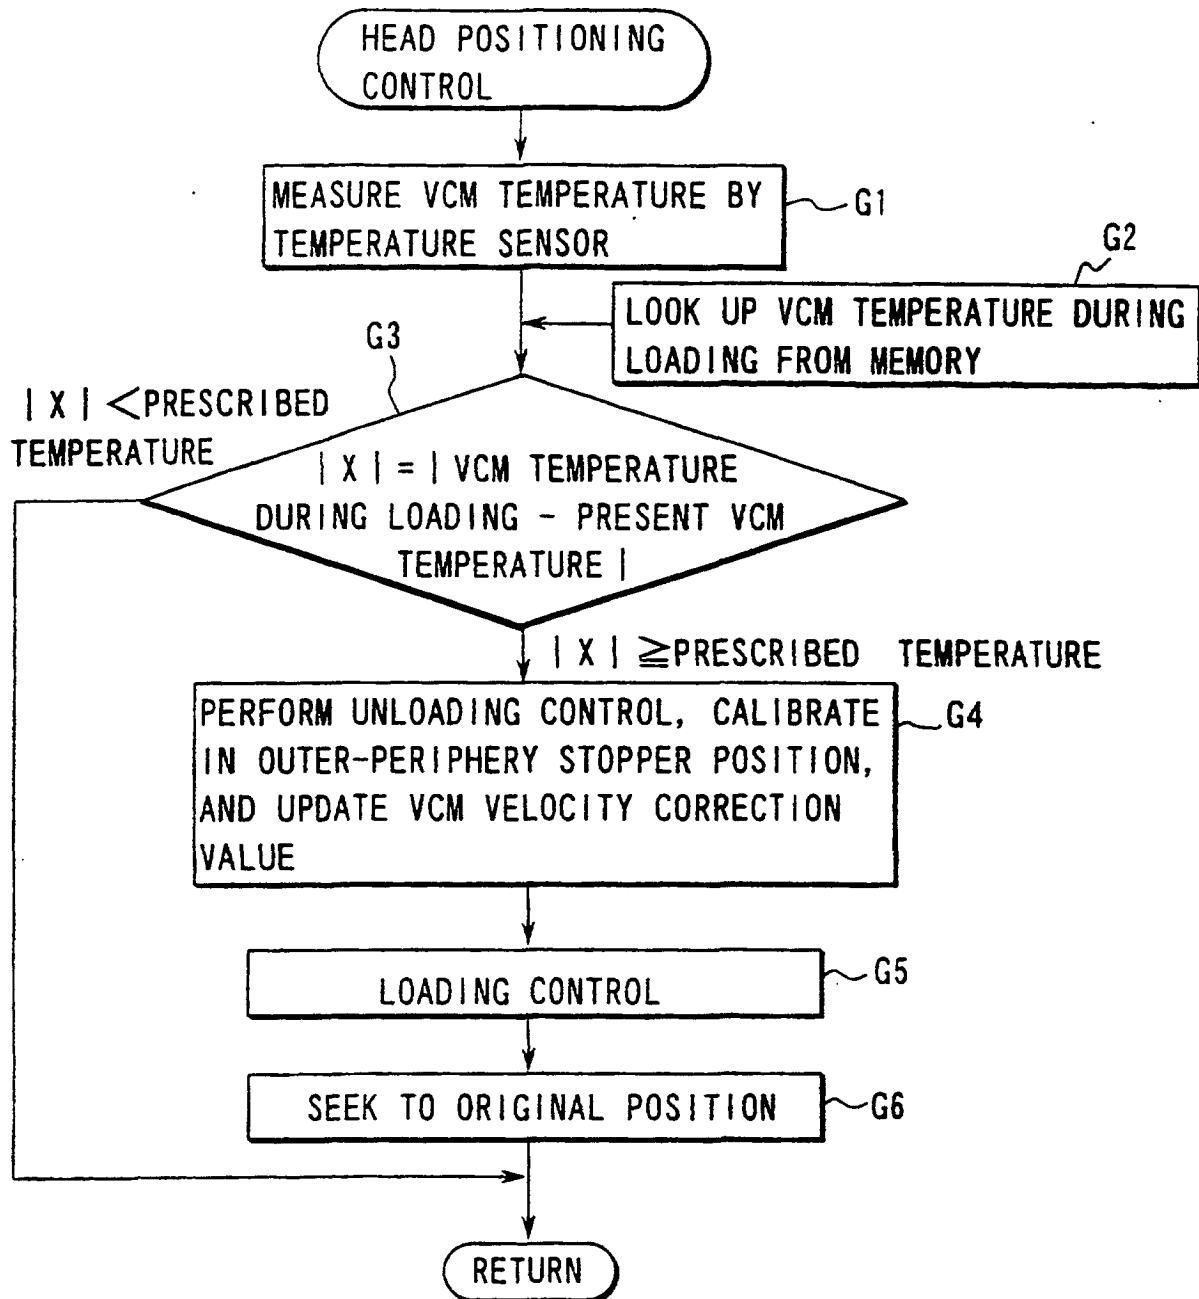 HEAD POSITIONING
CONTROL
MEASURE VCM TEMPERATURE BY
TEMPERATURE SENSOR
G1
G2
LOOK UP VCM TEMPERATURE DURING
LOADING FROM MEMORY
G3
| X | <PRESCRIBED
TEMPERATURE
| X | = | VCM TEMPERATURE
DURING LOADING - PRESENT VCM
TEMPERATURE |
| X | ≧PRESCRIBED TEMPERATURE
PERFORM UNLOADING CONTROL, CALIBRATE
IN OUTER-PERIPHERY STOPPER POSITION,
AND UPDATE VCM VELOCITY CORRECTION
VALUE
G4
LOADING CONTROL
G5
SEEK TO ORIGINAL POSITION
G6
RETURN